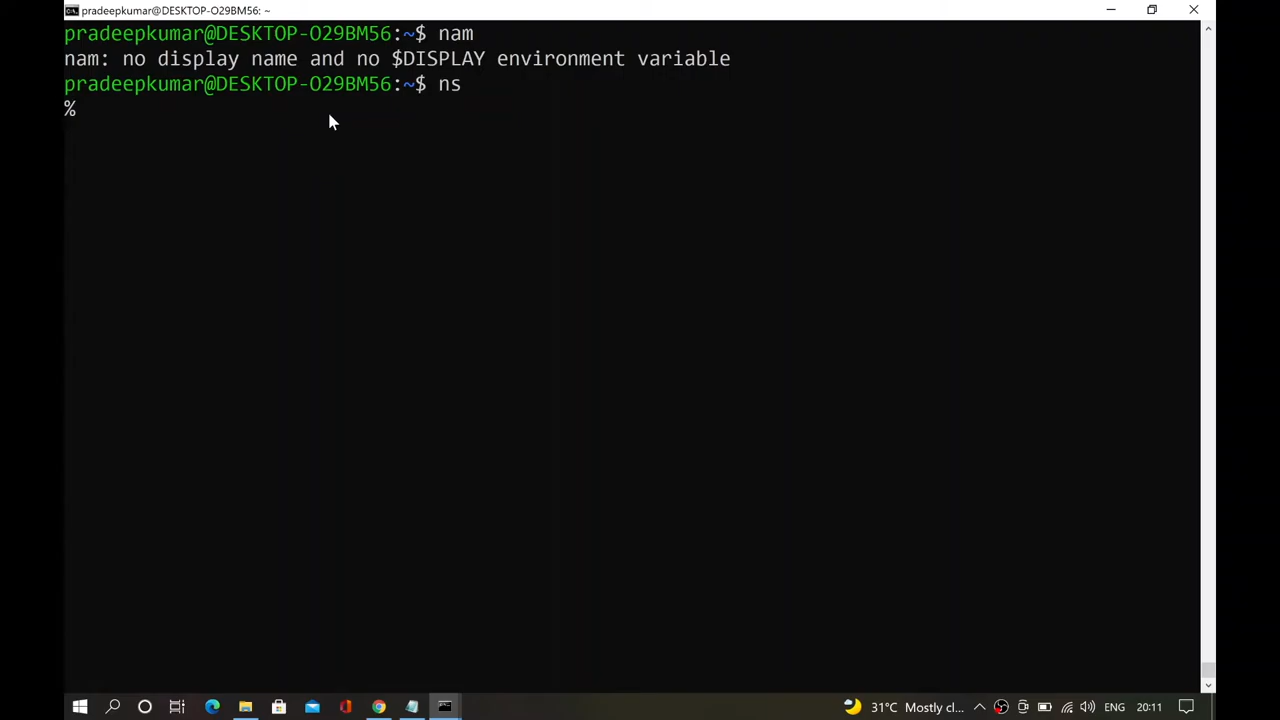 pradeepkumar@DESKTOP-O29BM56: ~
pradeepkumar@DESKTOP-O29BM56:~$ nam
nam: no display name and no $DISPLAY environment variable
pradeepkumar@DESKTOP-O29BM56:~$ ns
%
31°C Mostly cl... ENG 20:11